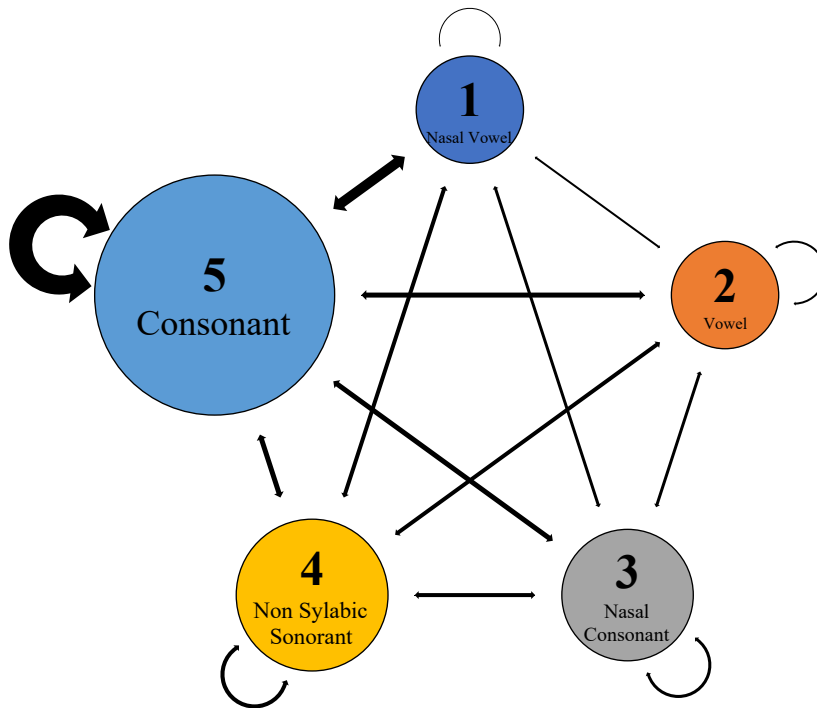 1
Nasal Vowel
5
Consonant
2
Vowel
4
Non Sylabic
Sonorant
3
Nasal
Consonant